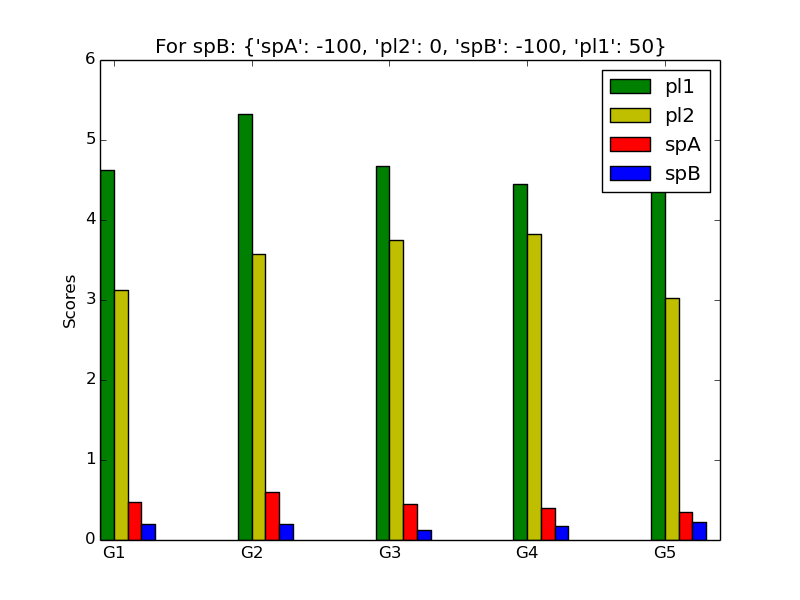 For spB: {'spA': -100, 'pl2': 0, 'spB': -100, 'pl1': 50}
6
5
4
3
2
1
0
Scores
pl1
pl2
spA
spB
G1 G2 G3 G4 G5